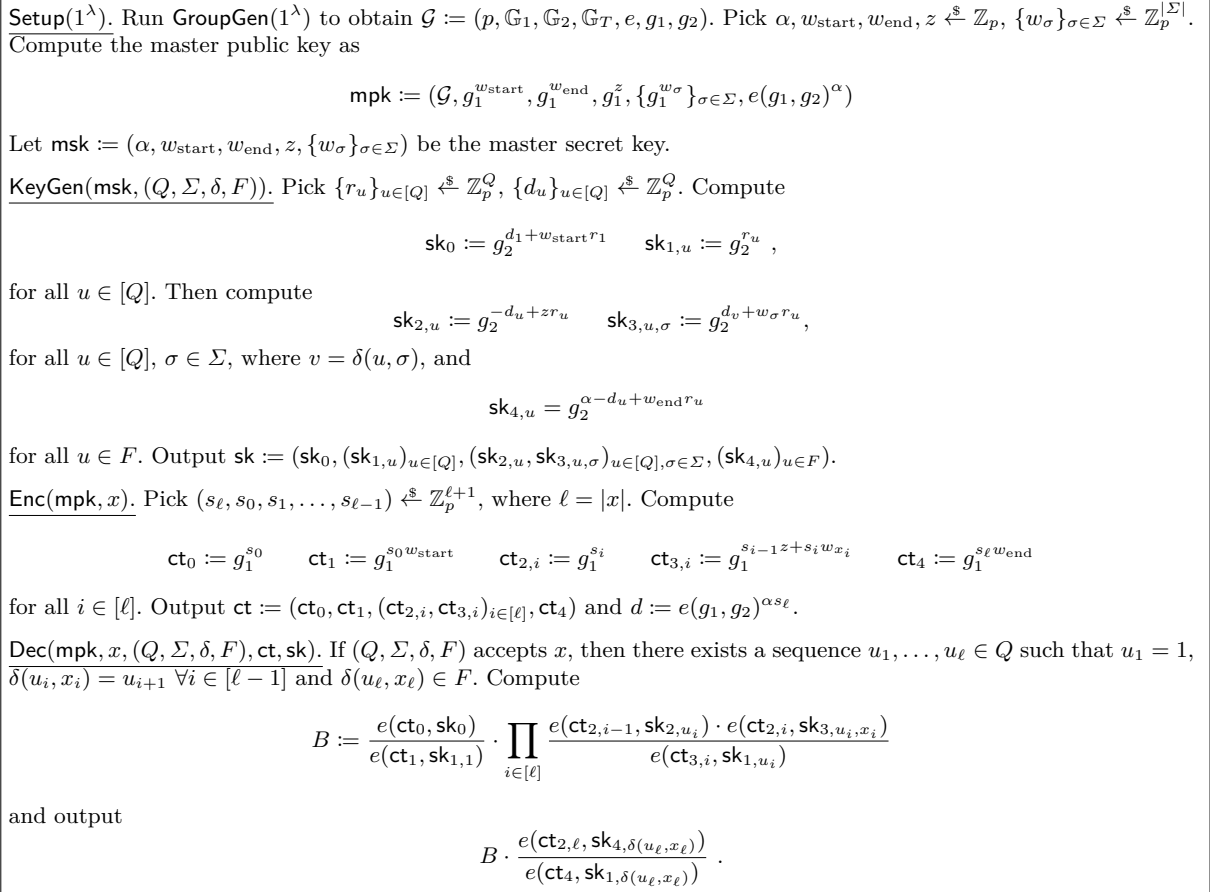 Setup(1^λ). Run GroupGen(1^λ) to obtain 𝒢 := (p, 𝔾_1, 𝔾_2, 𝔾_T, e, g_1, g_2). Pick α, w_start, w_end, z ←$ ℤ_p, {w_σ}_{σ∈Σ} ←$ ℤ_p^{|Σ|}.
Compute the master public key as
mpk := (𝒢, g_1^{w_start}, g_1^{w_end}, g_1^z, {g_1^{w_σ}}_{σ∈Σ}, e(g_1, g_2)^α)
Let msk := (α, w_start, w_end, z, {w_σ}_{σ∈Σ}) be the master secret key.
KeyGen(msk, (Q, Σ, δ, F)). Pick {r_u}_{u∈[Q]} ←$ ℤ_p^Q, {d_u}_{u∈[Q]} ←$ ℤ_p^Q. Compute
sk_0 := g_2^{d_1+w_start r_1} sk_{1,u} := g_2^{r_u} ,
for all u ∈ [Q]. Then compute
sk_{2,u} := g_2^{-d_u+zr_u} sk_{3,u,σ} := g_2^{d_v+w_σ r_u},
for all u ∈ [Q], σ ∈ Σ, where v = δ(u, σ), and
sk_{4,u} = g_2^{α-d_u+w_end r_u}
for all u ∈ F. Output sk := (sk_0, (sk_{1,u})_{u∈[Q]}, (sk_{2,u}, sk_{3,u,σ})_{u∈[Q],σ∈Σ}, (sk_{4,u})_{u∈F}).
Enc(mpk, x). Pick (s_ℓ, s_0, s_1, . . . , s_{ℓ-1}) ←$ ℤ_p^{ℓ+1}, where ℓ = |x|. Compute
ct_0 := g_1^{s_0} ct_1 := g_1^{s_0 w_start} ct_{2,i} := g_1^{s_i} ct_{3,i} := g_1^{s_{i-1}z+s_i w_{x_i}} ct_4 := g_1^{s_ℓ w_end}
for all i ∈ [ℓ]. Output ct := (ct_0, ct_1, (ct_{2,i}, ct_{3,i})_{i∈[ℓ]}, ct_4) and d := e(g_1, g_2)^{αs_ℓ}.
Dec(mpk, x, (Q, Σ, δ, F), ct, sk). If (Q, Σ, δ, F) accepts x, then there exists a sequence u_1, . . . , u_ℓ ∈ Q such that u_1 = 1,
δ(u_i, x_i) = u_{i+1} ∀i ∈ [ℓ − 1] and δ(u_ℓ, x_ℓ) ∈ F. Compute
B := \frac{e(ct_0, sk_0)}{e(ct_1, sk_{1,1})} · ∏_{i∈[ℓ]} \frac{e(ct_{2,i-1}, sk_{2,u_i}) · e(ct_{2,i}, sk_{3,u_i,x_i})}{e(ct_{3,i}, sk_{1,u_i})}
and output
B · \frac{e(ct_{2,ℓ}, sk_{4,δ(u_ℓ,x_ℓ)})}{e(ct_4, sk_{1,δ(u_ℓ,x_ℓ)})} .